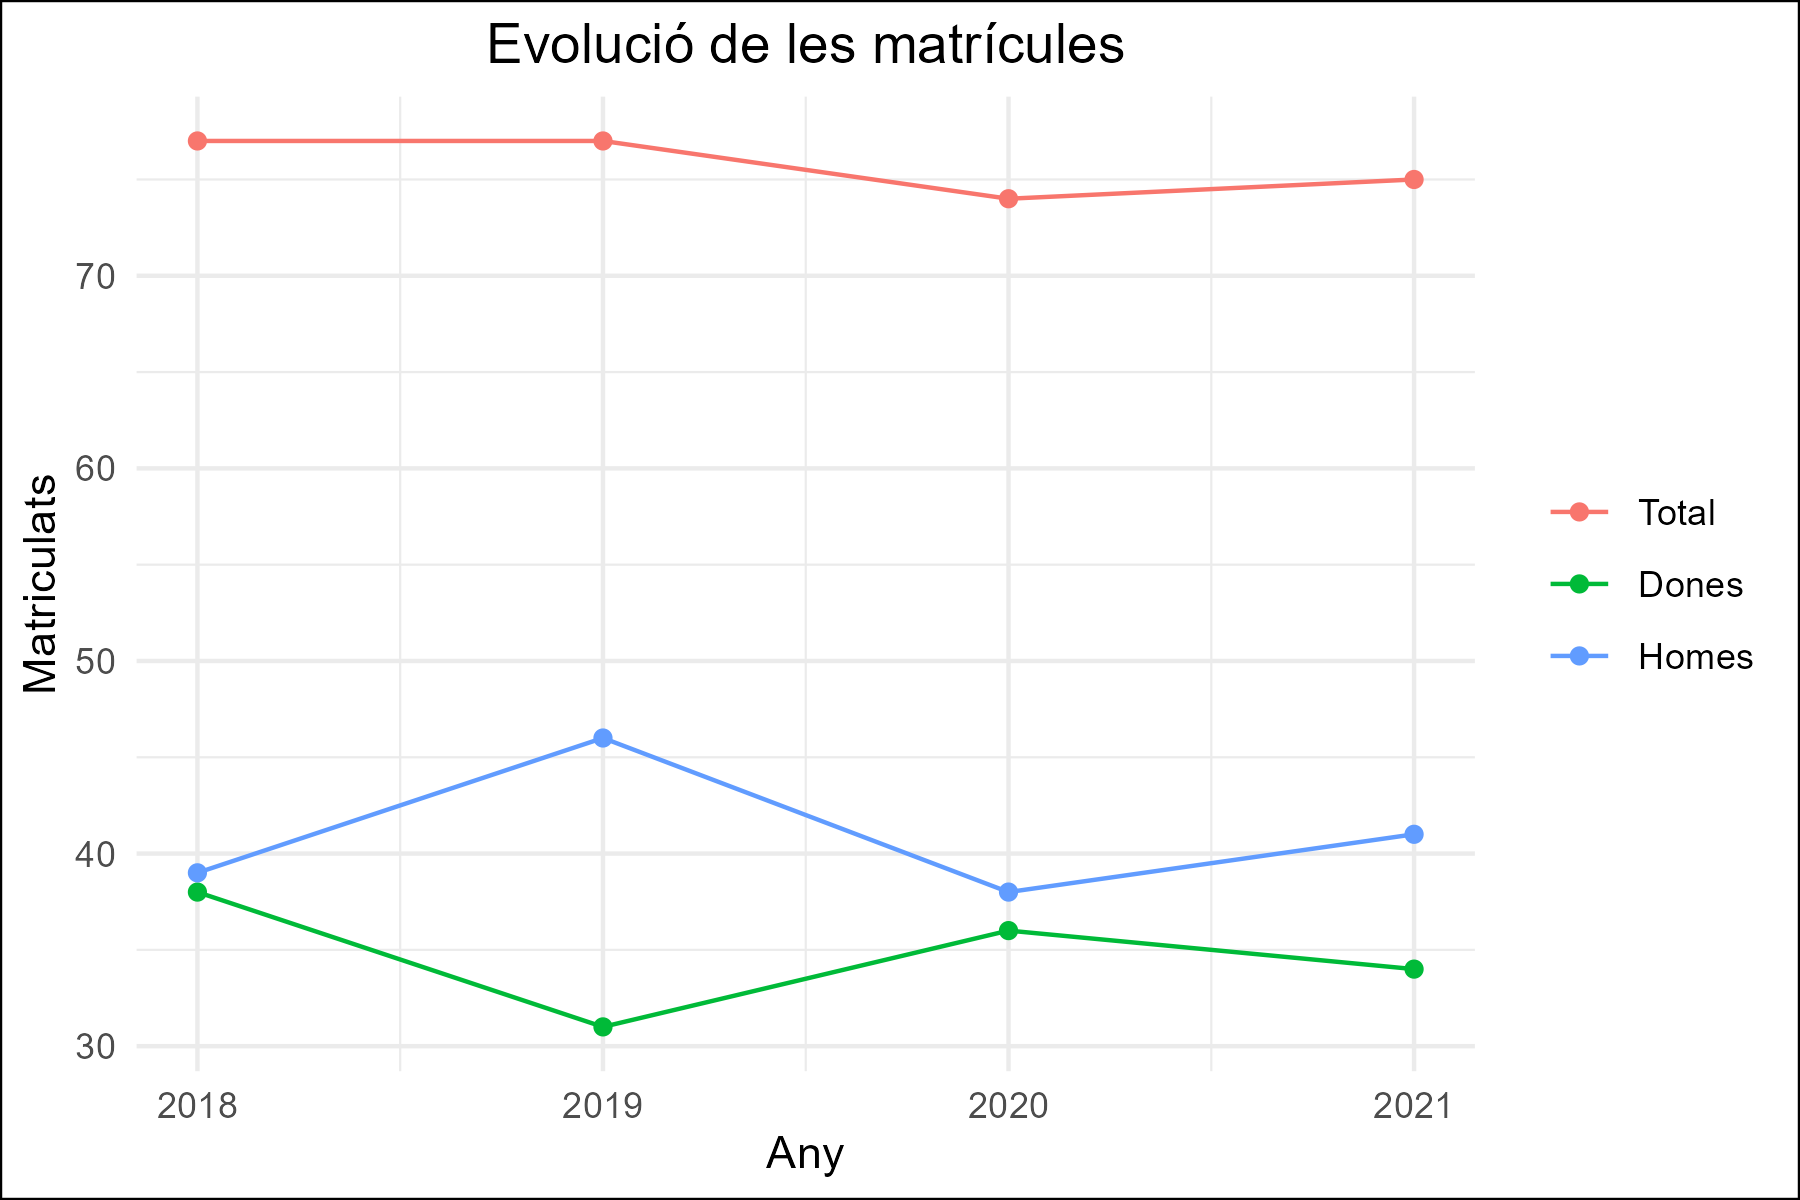 Evolució de les matrícules
Matriculats
70
60
50
40
30
2018 2019 2020 2021
Any
Total
Dones
Homes